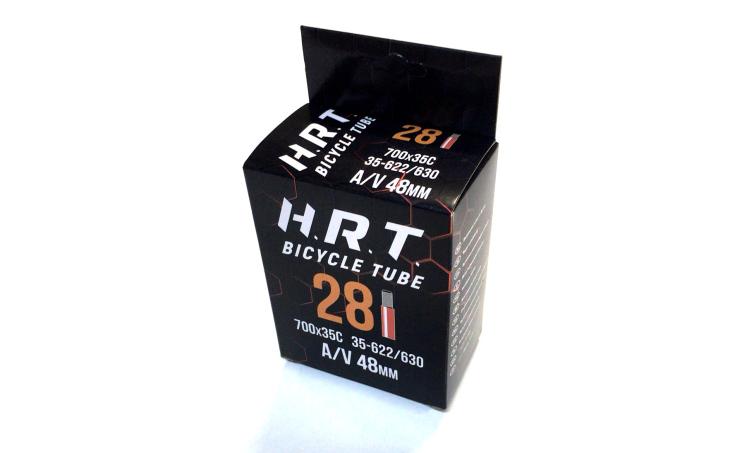 H.R.T.
BICYCLE TUBE
28
700x35C
35-622/630
A/V 48MM
H.R.T.
BICYCLE TUBE
28
700x35C 35-622/630
A/V 48MM